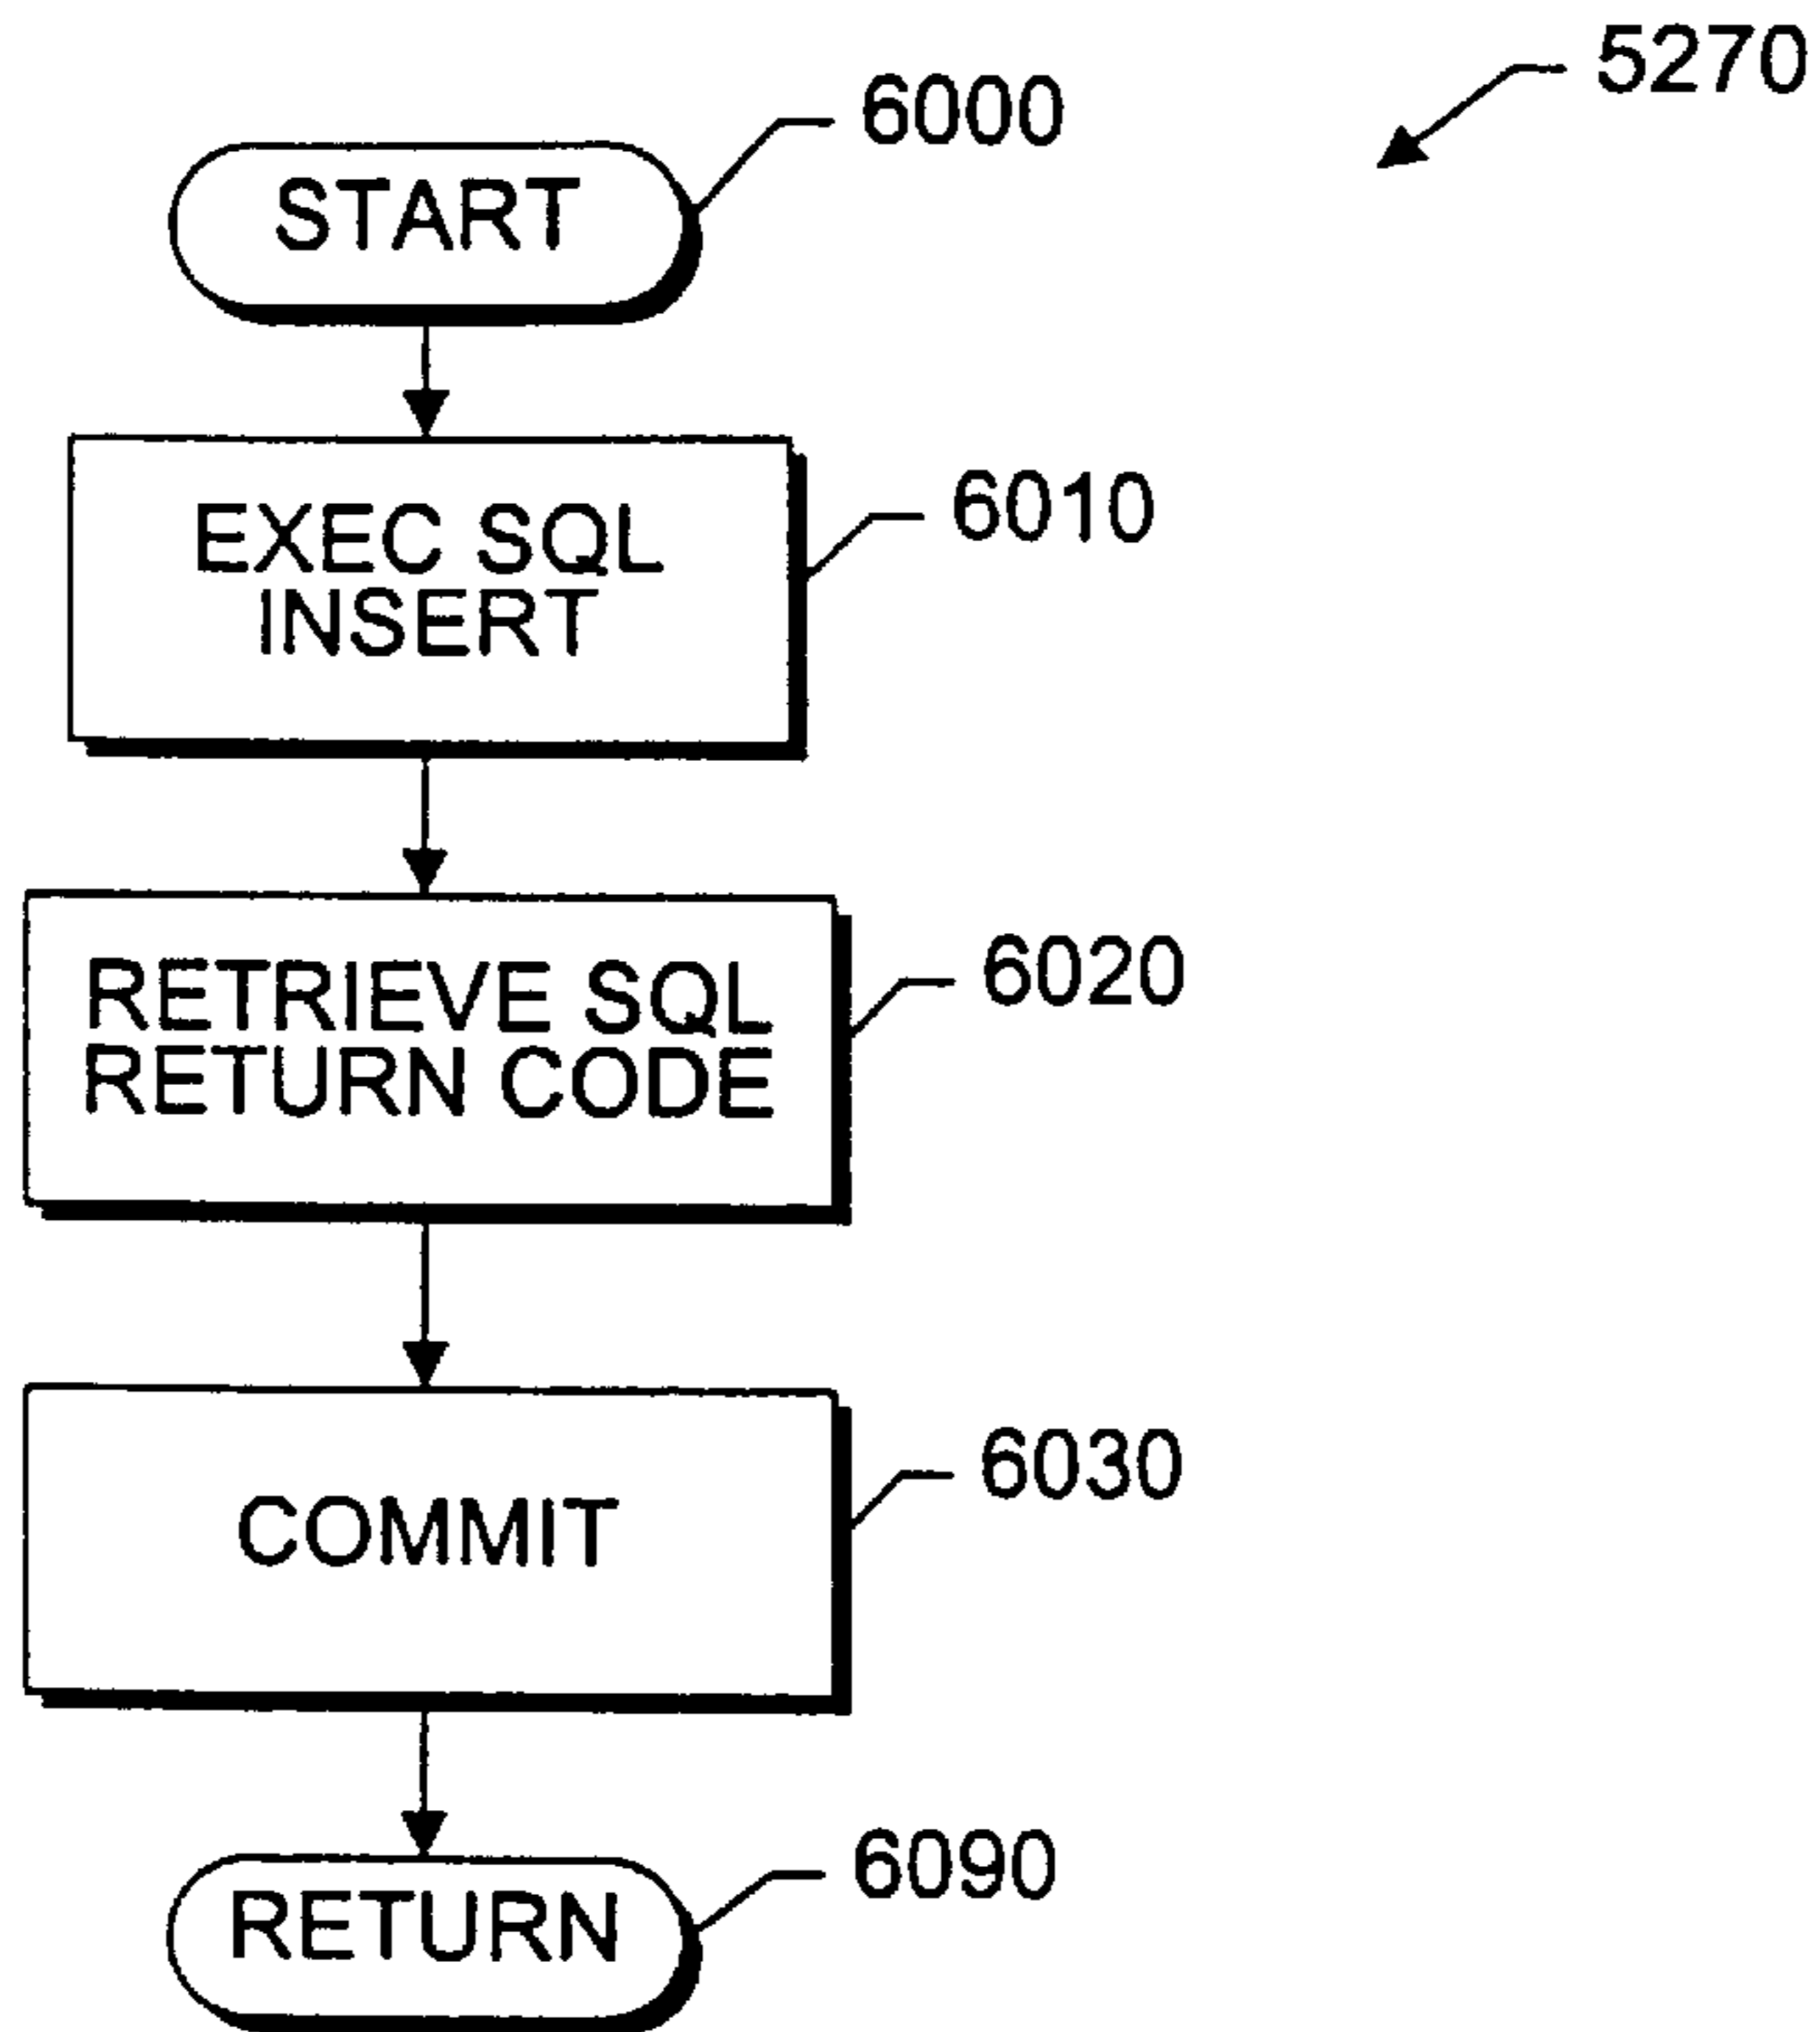 5270
6000
START
6010
EXEC SQL
INSERT
6020
RETRIEVE SQL
RETURN CODE
6030
COMMIT
6090
RETURN